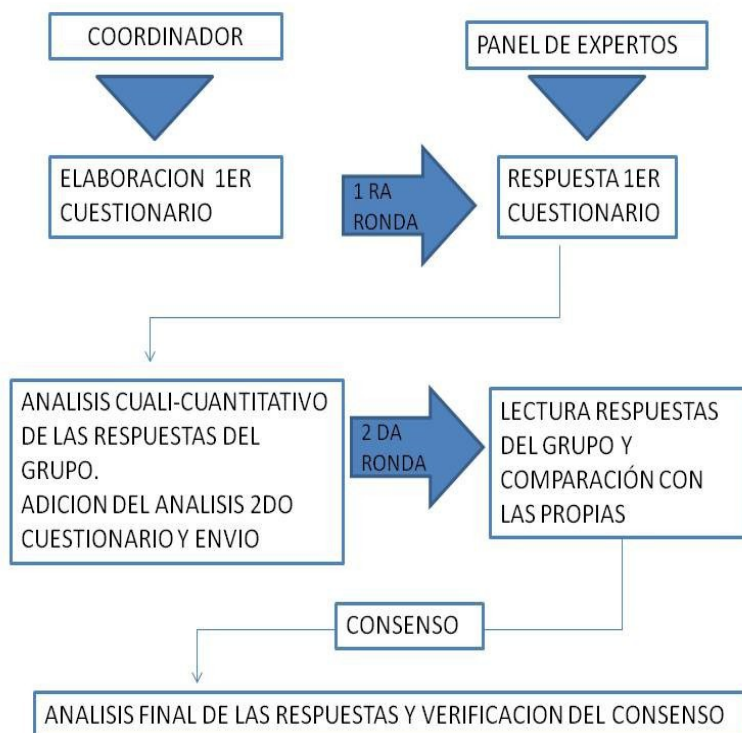 COORDINADOR
PANEL DE EXPERTOS
ELABORACION 1ER
CUESTIONARIO
1 RA
RONDA
RESPUESTA 1ER
CUESTIONARIO
ANALISIS CUALI-CUANTITATIVO
DE LAS RESPUESTAS DEL
GRUPO.
ADICION DEL ANALISIS 2DO
CUESTIONARIO Y ENVIO
2 DA
RONDA
LECTURA RESPUESTAS
DEL GRUPO Y
COMPARACIÓN CON
LAS PROPIAS
CONSENSO
ANALISIS FINAL DE LAS RESPUESTAS Y VERIFICACION DEL CONSENSO